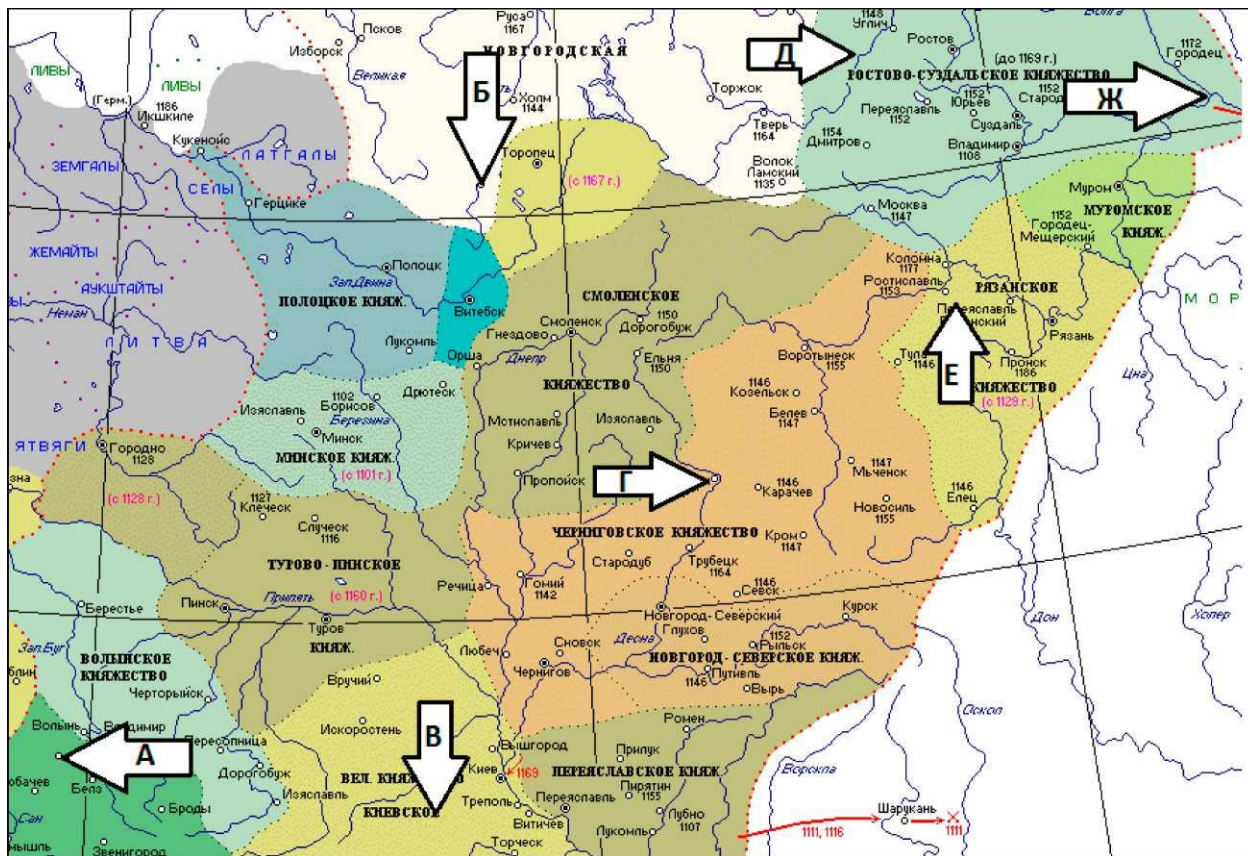 Псков
Изборск
Великая
Руса
1167
НОВГОРОДСКАЯ
Холм
1144
Б
Торопец
(с 1167 г.)
Торжок
Тверь
1164
Волок
Ламский
1135
1148
Углич
Волга
Ростов
1172
Городец
Д
(до 1169 г.)
РОСТОВО-СУЗДАЛЬСКОЕ КНЯЖЕСТВО
Ж
Переяславль
1152
1152
Юрьев
1152
Суздаль
1154
Дмитров
Владимир
1108
Москва
1147
Муром
МУРОМСКОЕ
КНЯЖ.
1152
Городец-
Мещерский
ЛИВЫ
ЛИВЫ
(Герм.)
1186
Икшкиле
Кукенойс
ЗЕМГАЛЫ
ЛАТГАЛЫ
СЕЛЫ
Герцике
ЖЕМАЙТЫ
АУКШТАЙТЫ
Неман
ЛИТВА
Полоцк
Зап.Двина
ПОЛОЦКОЕ КНЯЖ.
Витебск
Лукомль
Орша
СМОЛЕНСКОЕ
1150
Смоленск
Дорогобуж
Гнездово
Днепр
Ельня
1150
КНЯЖЕСТВО
Коломна
1177
Ростиславль
1153
РЯЗАНСКОЕ
Рязань
Пронск
1186
КНЯЖЕСТВО
(с 1129 г.)
Е
МОР
Цна
Тула
1146
Воротынеск
1155
1146
Козельск
Белев
1147
Дрютеск
1102
Борисов
Изяславль
Березина
Минск
МИНСКОЕ КНЯЖ.
(с 1101 г.)
Мстиславль
Изяславль
Кричев
Пропойск
Г
ЯТВЯГИ
Городно
1128
(с 1128 г.)
1127
Клеческ
Случеск
1116
1146
Карачев
1147
Мьченск
Новосиль
1155
1146
Елец
ЧЕРНИГОВСКОЕ КНЯЖЕСТВО
Кром
1147
Стародуб
Трубецк
1164
ТУРОВО-ПИНСКОЕ
(с 1160 г.)
Речица
Гомий
1142
1146
Севск
Берестье
Пинск
Припять
Туров
КНЯЖ.
Новгород-Северский
Курск
Десна
Глухов
1152
Рыльск
Дон
Хопер
Зап.Буг
ВОЛЫНСКОЕ
КНЯЖЕСТВО
Любеч
Сновск
Чернигов
НОВГОРОД-СЕВЕРСКОЕ КНЯЖ.
Путивль
1146
Вырь
Вручий
Черторыйск
Оскол
Волынь
Владимир
А
Пересопница
Искоростень
В
Вышгород
Ромен
Прилук
Дорогобуж
ВЕЛ.
Киев
1169
ПЕРЕЯСЛАВСКОЕ КНЯЖ.
Ворскла
Белз
Изяславль
КИЕВСКОЕ
Треполь
Пирятин
1155
Переяславль
Броды
Витичев
Лубно
1107
Шарукань
1111
1111, 1116
Сан
Звенигород
Торческ
Лукомль